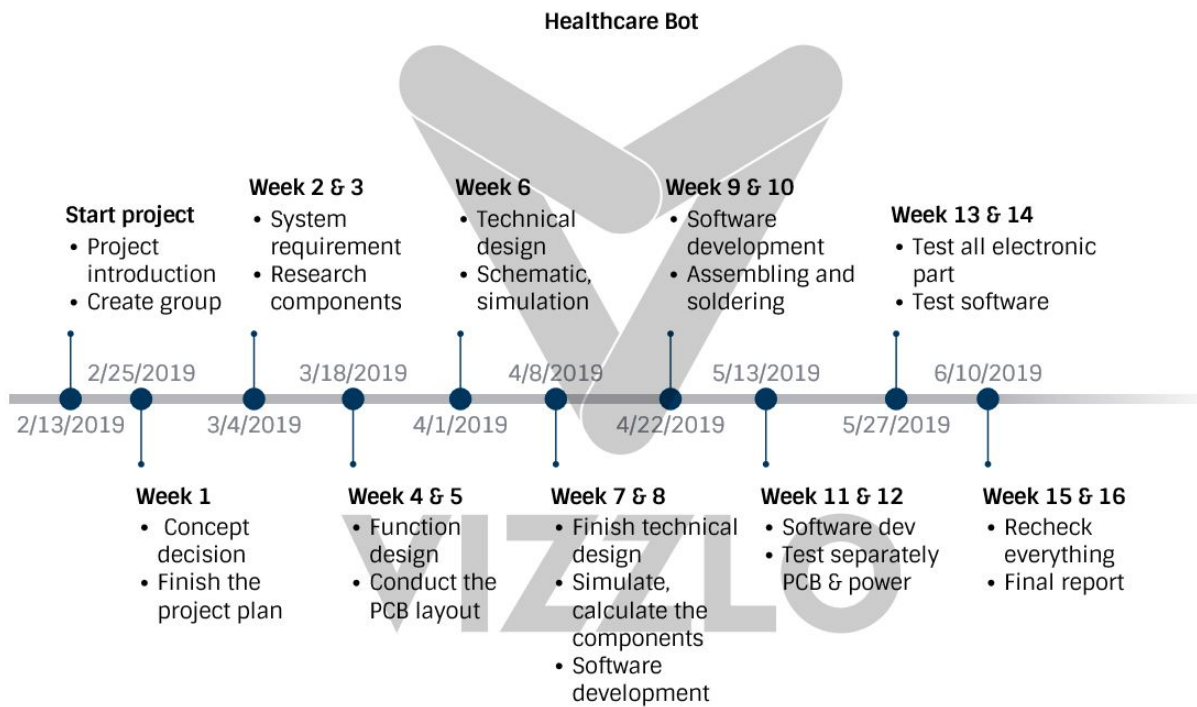 Healthcare Bot
Start project
• Project
introduction
• Create group
Week 2 & 3
• System
requirement
• Research
components
Week 6
• Technical
design
• Schematic,
simulation
Week 9 & 10
• Software
development
• Assembling and
soldering
Week 13 & 14
• Test all electronic
part
• Test software
2/25/2019
3/18/2019
4/8/2019
5/13/2019
6/10/2019
2/13/2019
3/4/2019
4/1/2019
4/22/2019
5/27/2019
Week 1
• Concept
decision
• Finish the
project plan
Week 4 & 5
• Function
design
• Conduct the
PCB layout
Week 7 & 8
• Finish technical
design
• Simulate,
calculate the
components
• Software
development
Week 11 & 12
• Software dev
• Test separately
PCB & power
Week 15 & 16
• Recheck
everything
• Final report
VIZZLO